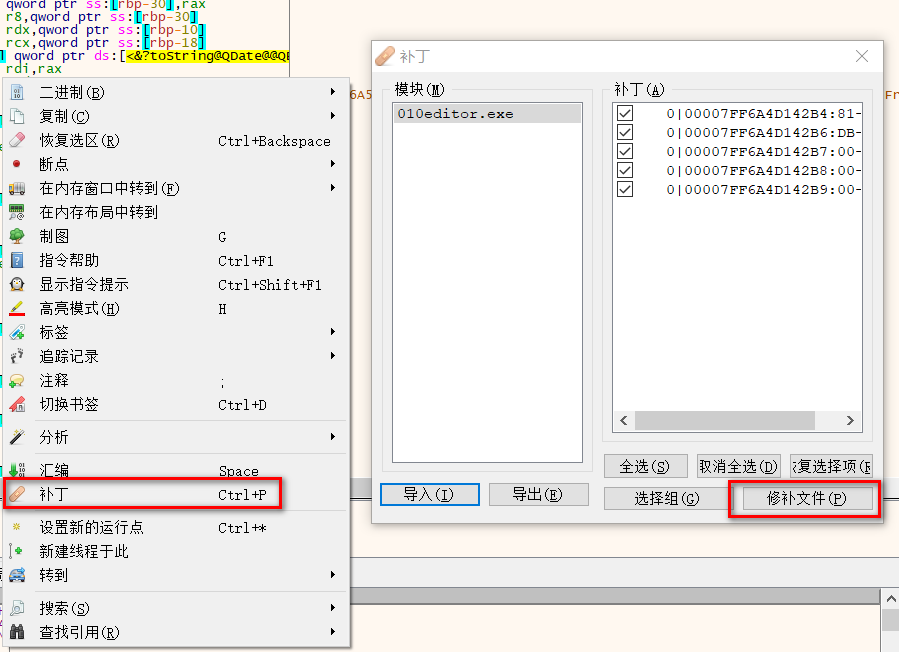 qword ptr ss:[rbp-30],rax
r8,qword ptr ss:[rbp-30]
rdx,qword ptr ss:[rbp-10]
rcx,qword ptr ss:[rbp-18]
] qword ptr ds:[<&?toString@QDate@@QE
rdi,rax
二进制(B)
复制(C)
恢复选区(R) Ctrl+Backspace
断点
在内存窗口中转到(F)
在内存布局中转到
制图 G
指令帮助 Ctrl+F1
显示指令提示 Ctrl+Shift+F1
高亮模式(H) H
标签
追踪记录
注释 ;
切换书签 Ctrl+D
分析
汇编 Space
补丁 Ctrl+P
设置新的运行点 Ctrl+*
新建线程于此
转到
搜索(S)
查找引用(R)
6A5
Fr
补丁
模块(M)
010editor.exe
导入(I) 导出(E)
补丁(A)
0|00007FF6A4D142B4:81-
0|00007FF6A4D142B6:DB-
0|00007FF6A4D142B7:00-
0|00007FF6A4D142B8:00-
0|00007FF6A4D142B9:00-
全选(S) 取消全选(D) 复选择项(R
选择组(G) 修补文件(P)